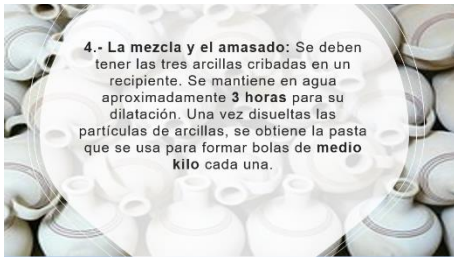 4.- La mezcla y el amasado: Se deben
tener las tres arcillas cribadas en un
recipiente. Se mantiene en agua
aproximadamente 3 horas para su
dilatación. Una vez disueltas las
partículas de arcillas, se obtiene la pasta
que se usa para formar bolas de medio
kilo cada una.